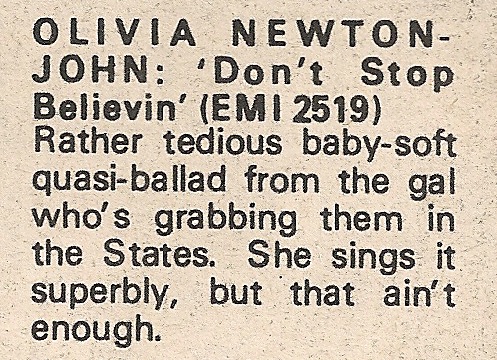 OLIVIA NEWTON-
JOHN: 'Don't Stop
Believin' (EMI 2519)
Rather tedious baby-soft
quasi-ballad from the gal
who's grabbing them in
the States. She sings it
superbly, but that ain't
enough.